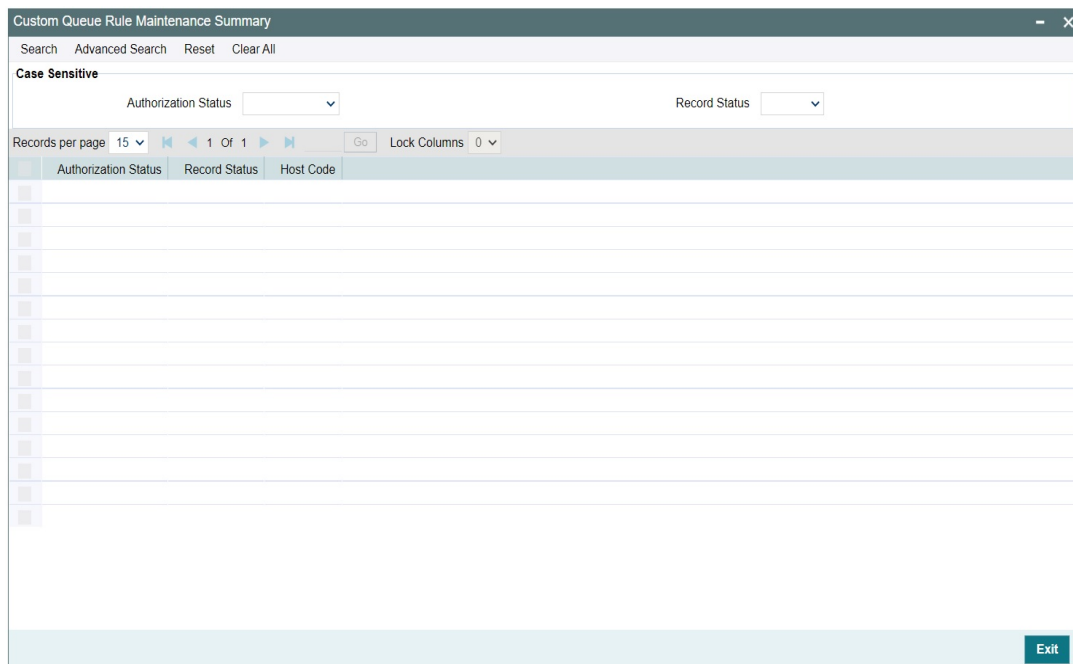 Custom Queue Rule Maintenance Summary
Search Advanced Search Reset Clear All
Case Sensitive
Authorization Status Record Status
Records per page 15 1 Of 1 Go Lock Columns 0
Authorization Status Record Status Host Code
Exit